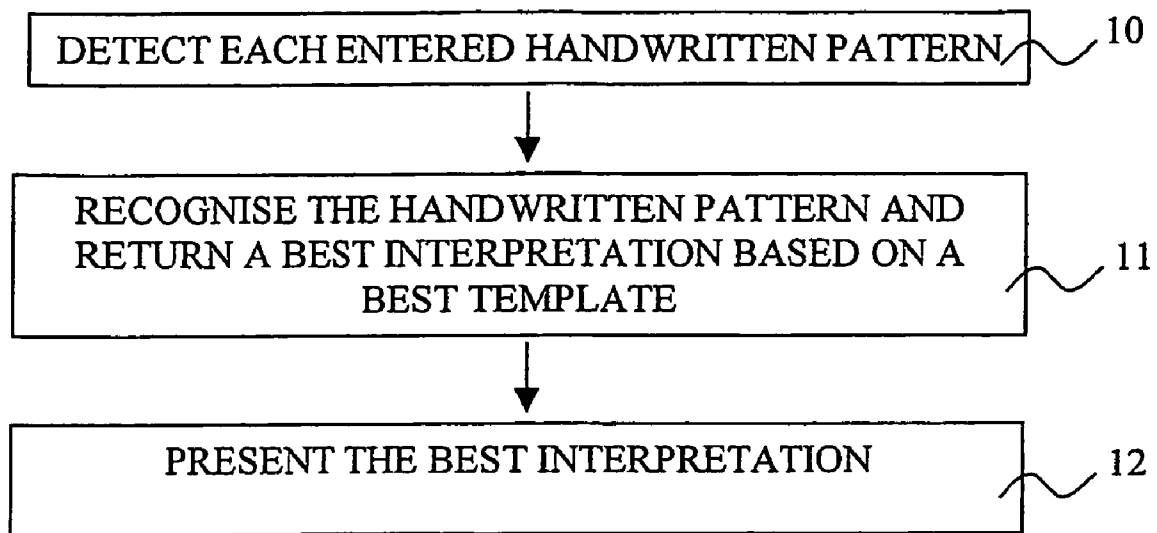 DETECT EACH ENTERED HANDWRITTEN PATTERN
10
RECOGNISE THE HANDWRITTEN PATTERN AND
RETURN A BEST INTERPRETATION BASED ON A
BEST TEMPLATE
11
PRESENT THE BEST INTERPRETATION
12